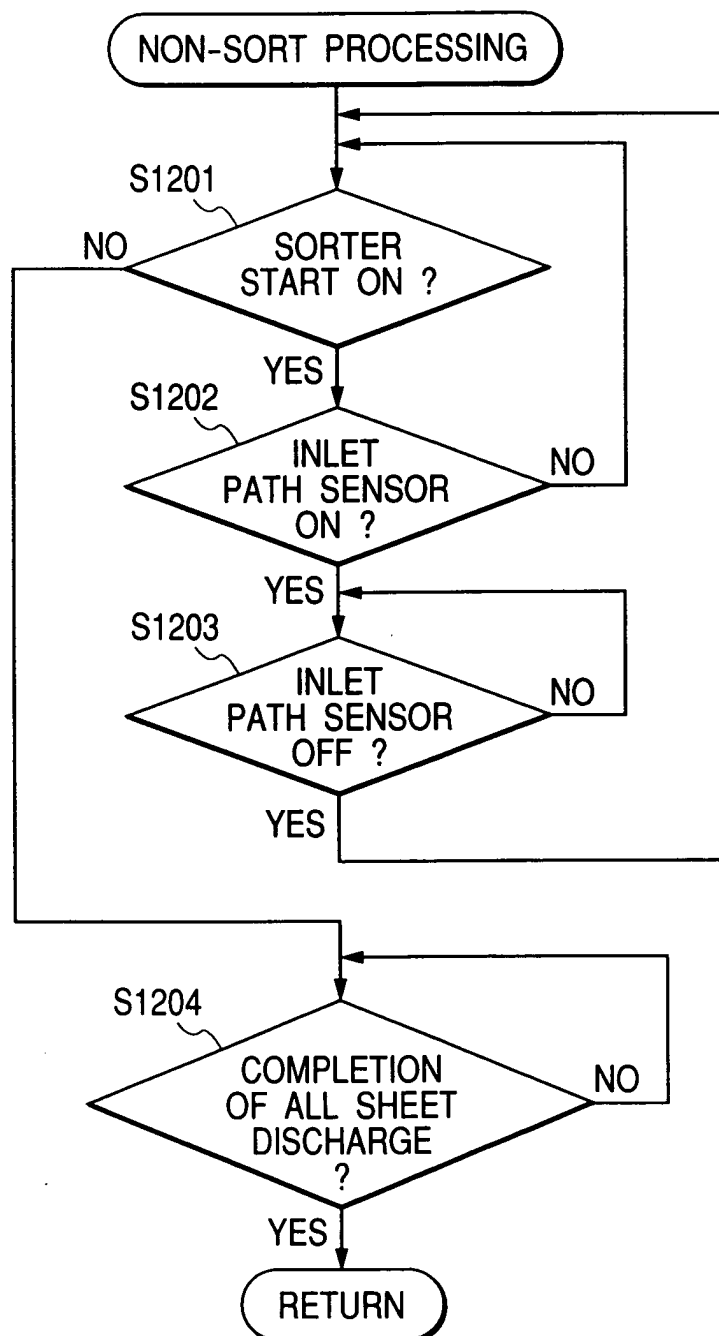 NON-SORT PROCESSING
S1201
NO
SORTER
START ON ?
YES
S1202
INLET
PATH SENSOR
ON ?
NO
YES
S1203
INLET
PATH SENSOR
OFF ?
NO
YES
S1204
COMPLETION
OF ALL SHEET
DISCHARGE
?
NO
YES
RETURN